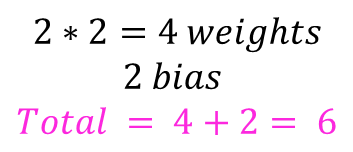 2 * 2 = 4 weights
2 bias
Total = 4 + 2 = 6